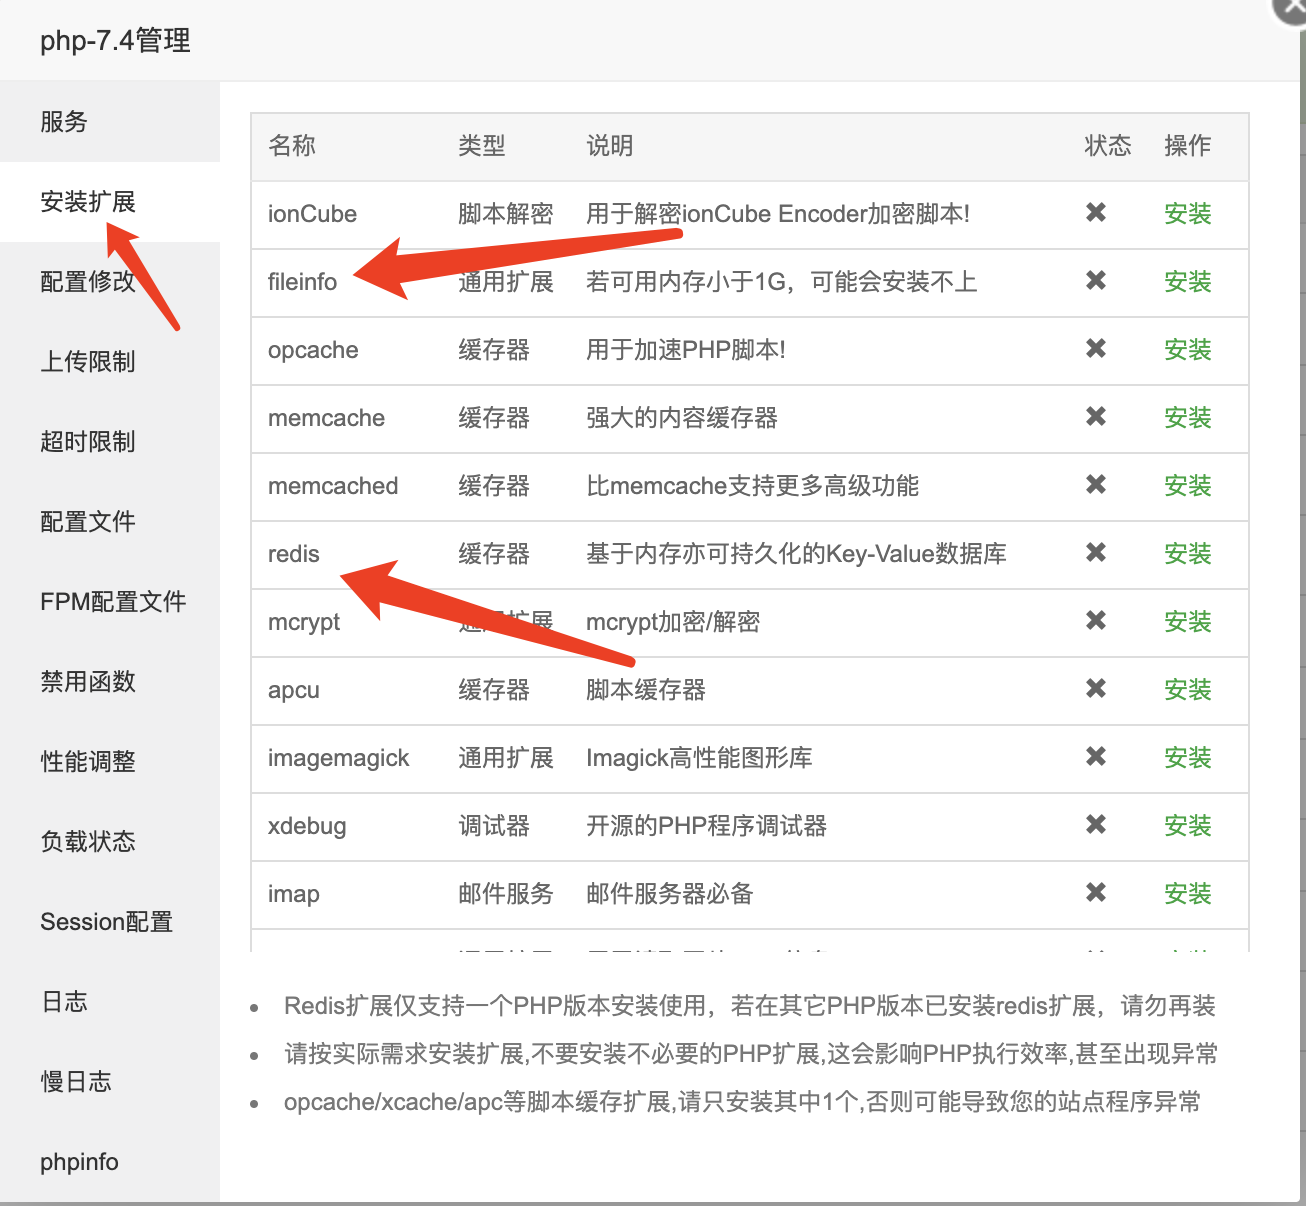 php-7.4管理
服务
安装扩展
配置修改
上传限制
超时限制
配置文件
FPM配置文件
禁用函数
性能调整
负载状态
Session配置
日志
慢日志
phpinfo
名称 类型 说明 状态 操作
ionCube 脚本解密 用于解密ionCube Encoder加密脚本! ✖ 安装
fileinfo 通用扩展 若可用内存小于1G，可能会安装不上 ✖ 安装
opcache 缓存器 用于加速PHP脚本! ✖ 安装
memcache 缓存器 强大的内容缓存器 ✖ 安装
memcached 缓存器 比memcache支持更多高级功能 ✖ 安装
redis 缓存器 基于内存亦可持久化的Key-Value数据库 ✖ 安装
mcrypt 通用扩展 mcrypt加密/解密 ✖ 安装
apcu 缓存器 脚本缓存器 ✖ 安装
imagemagick 通用扩展 Imagick高性能图形库 ✖ 安装
xdebug 调试器 开源的PHP程序调试器 ✖ 安装
imap 邮件服务 邮件服务器必备 ✖ 安装
• Redis扩展仅支持一个PHP版本安装使用，若在其它PHP版本已安装redis扩展，请勿再装
• 请按实际需求安装扩展,不要安装不必要的PHP扩展,这会影响PHP执行效率,甚至出现异常
• opcache/xcache/apc等脚本缓存扩展,请只安装其中1个,否则可能导致您的站点程序异常